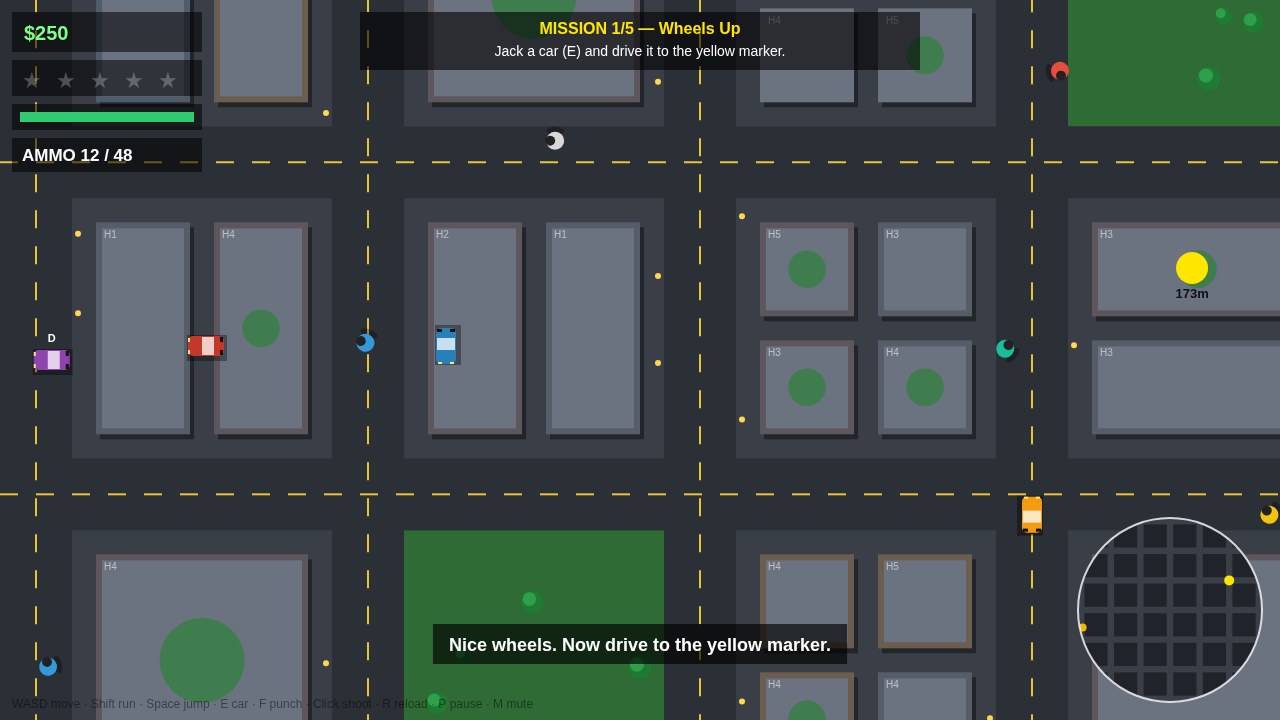 $250
MISSION 1/5 — Wheels Up
Jack a car (E) and drive it to the yellow marker.
H4
H5
AMMO 12 / 48
H1
H4
H2
H1
H5
H3
H3
173m
D
H3
H4
H3
H4
H4
H5
Nice wheels. Now drive to the yellow marker.
H4
H4
WASD move · Shift run · Space jump · E car · F punch · Click shoot · R reload · P pause · M mute